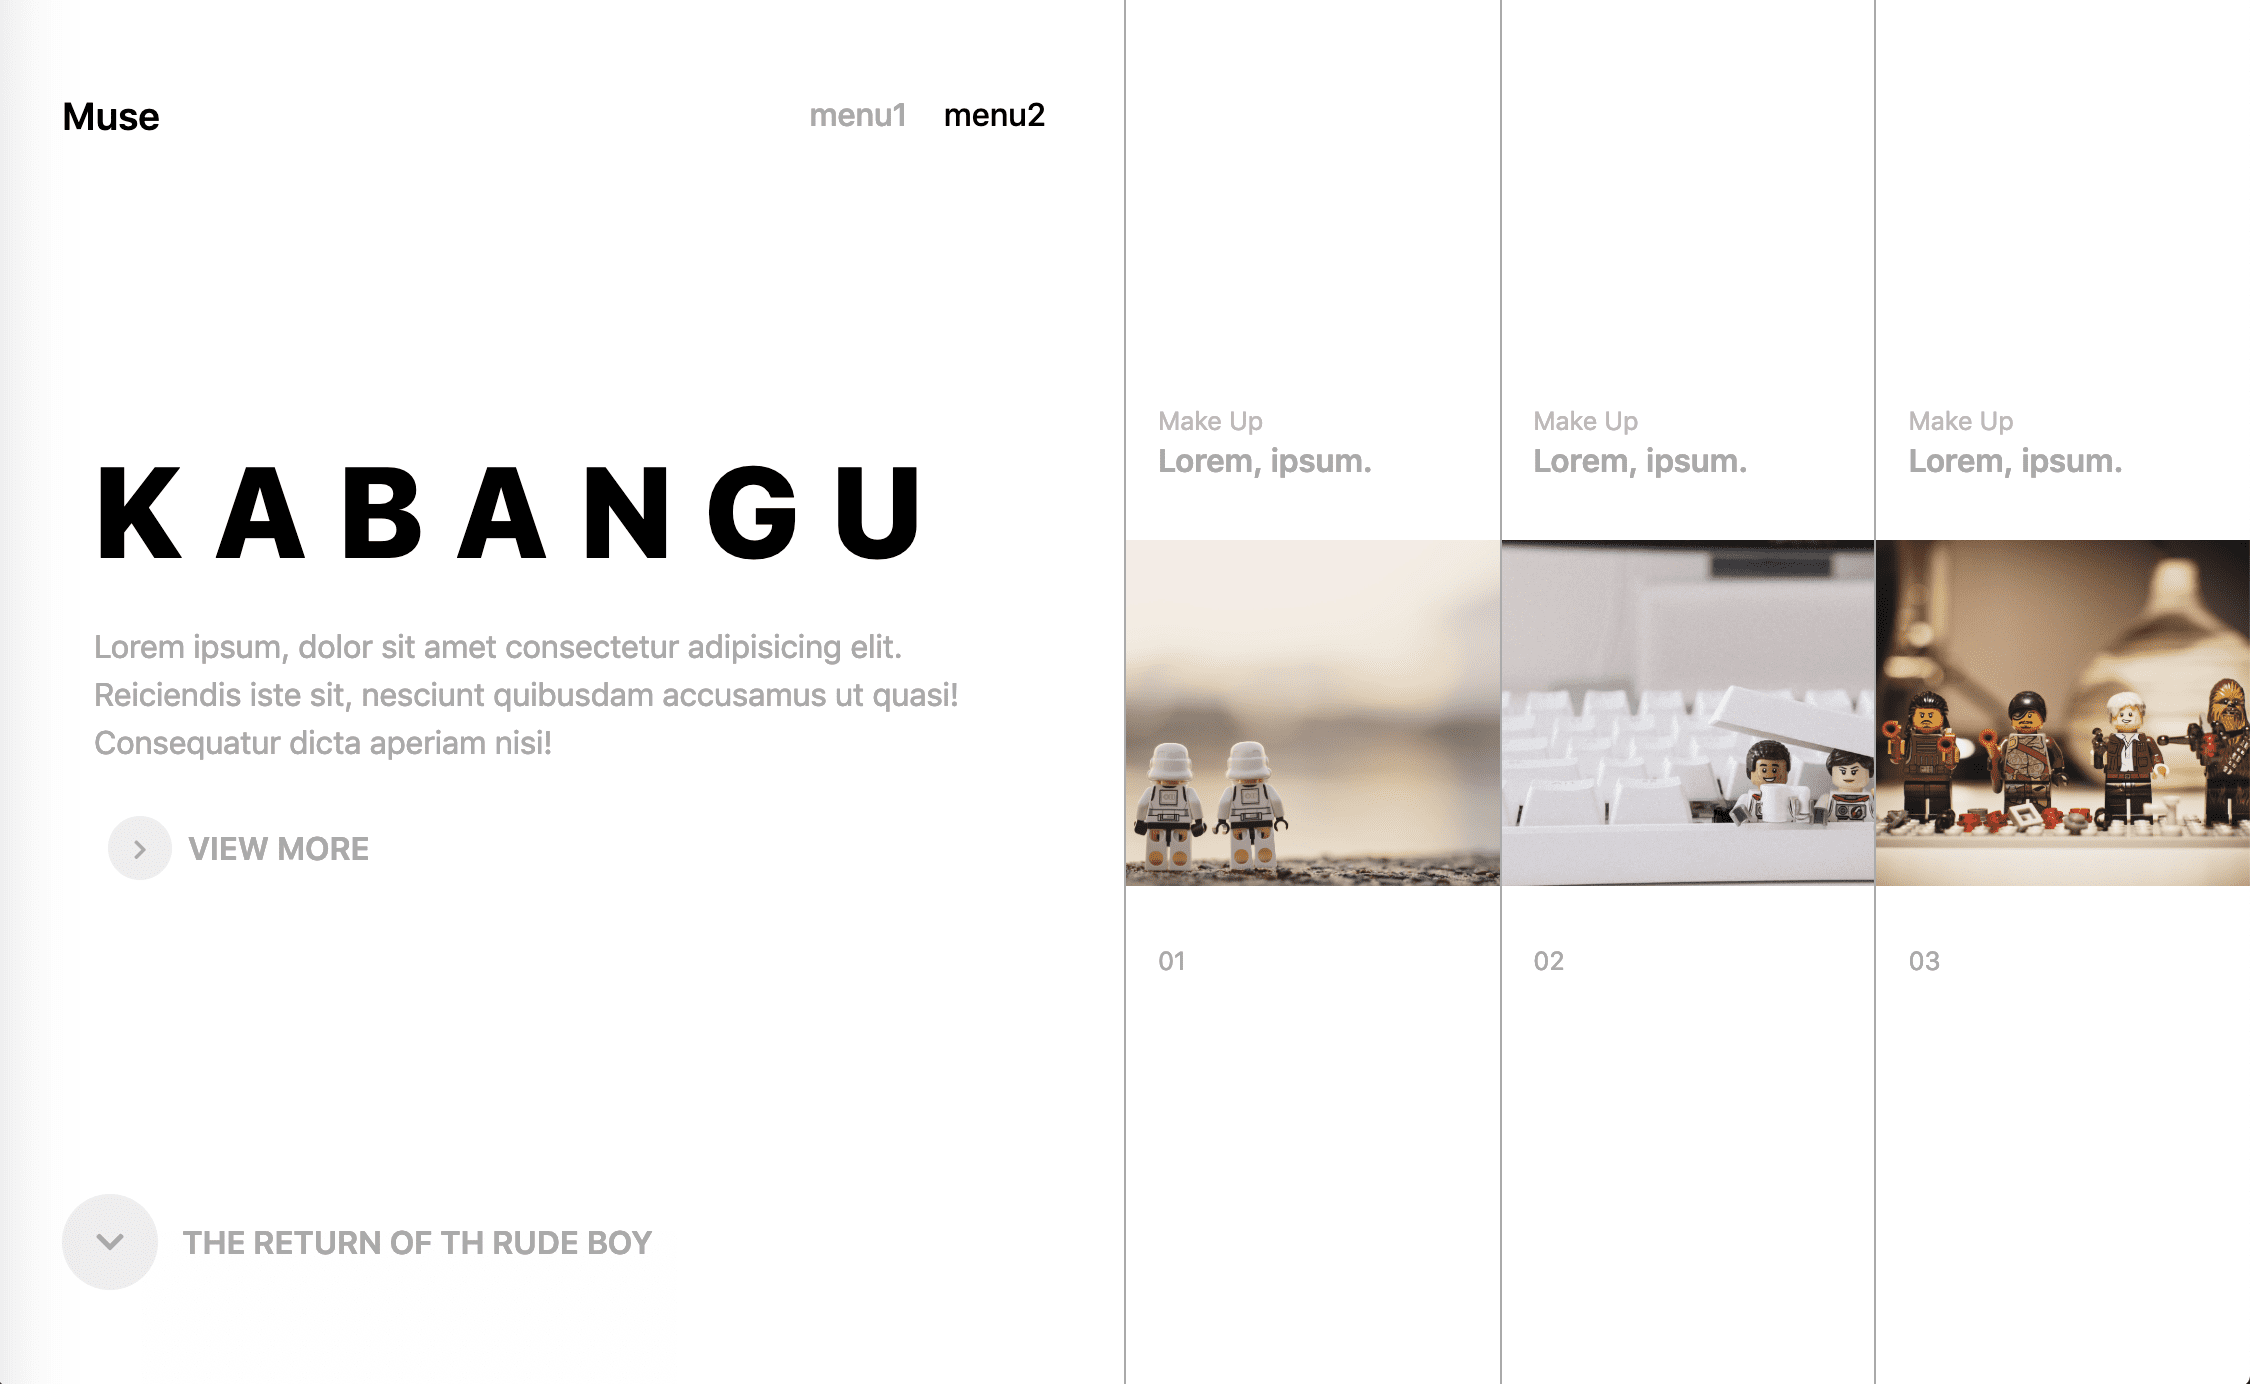 Muse
menu1 menu2
KABANGU
Lorem ipsum, dolor sit amet consectetur adipisicing elit.
Reiciendis iste sit, nesciunt quibusdam accusamus ut quasi!
Consequatur dicta aperiam nisi!
VIEW MORE
THE RETURN OF TH RUDE BOY
Make Up
Lorem, ipsum.
01
Make Up
Lorem, ipsum.
02
Make Up
Lorem, ipsum.
03